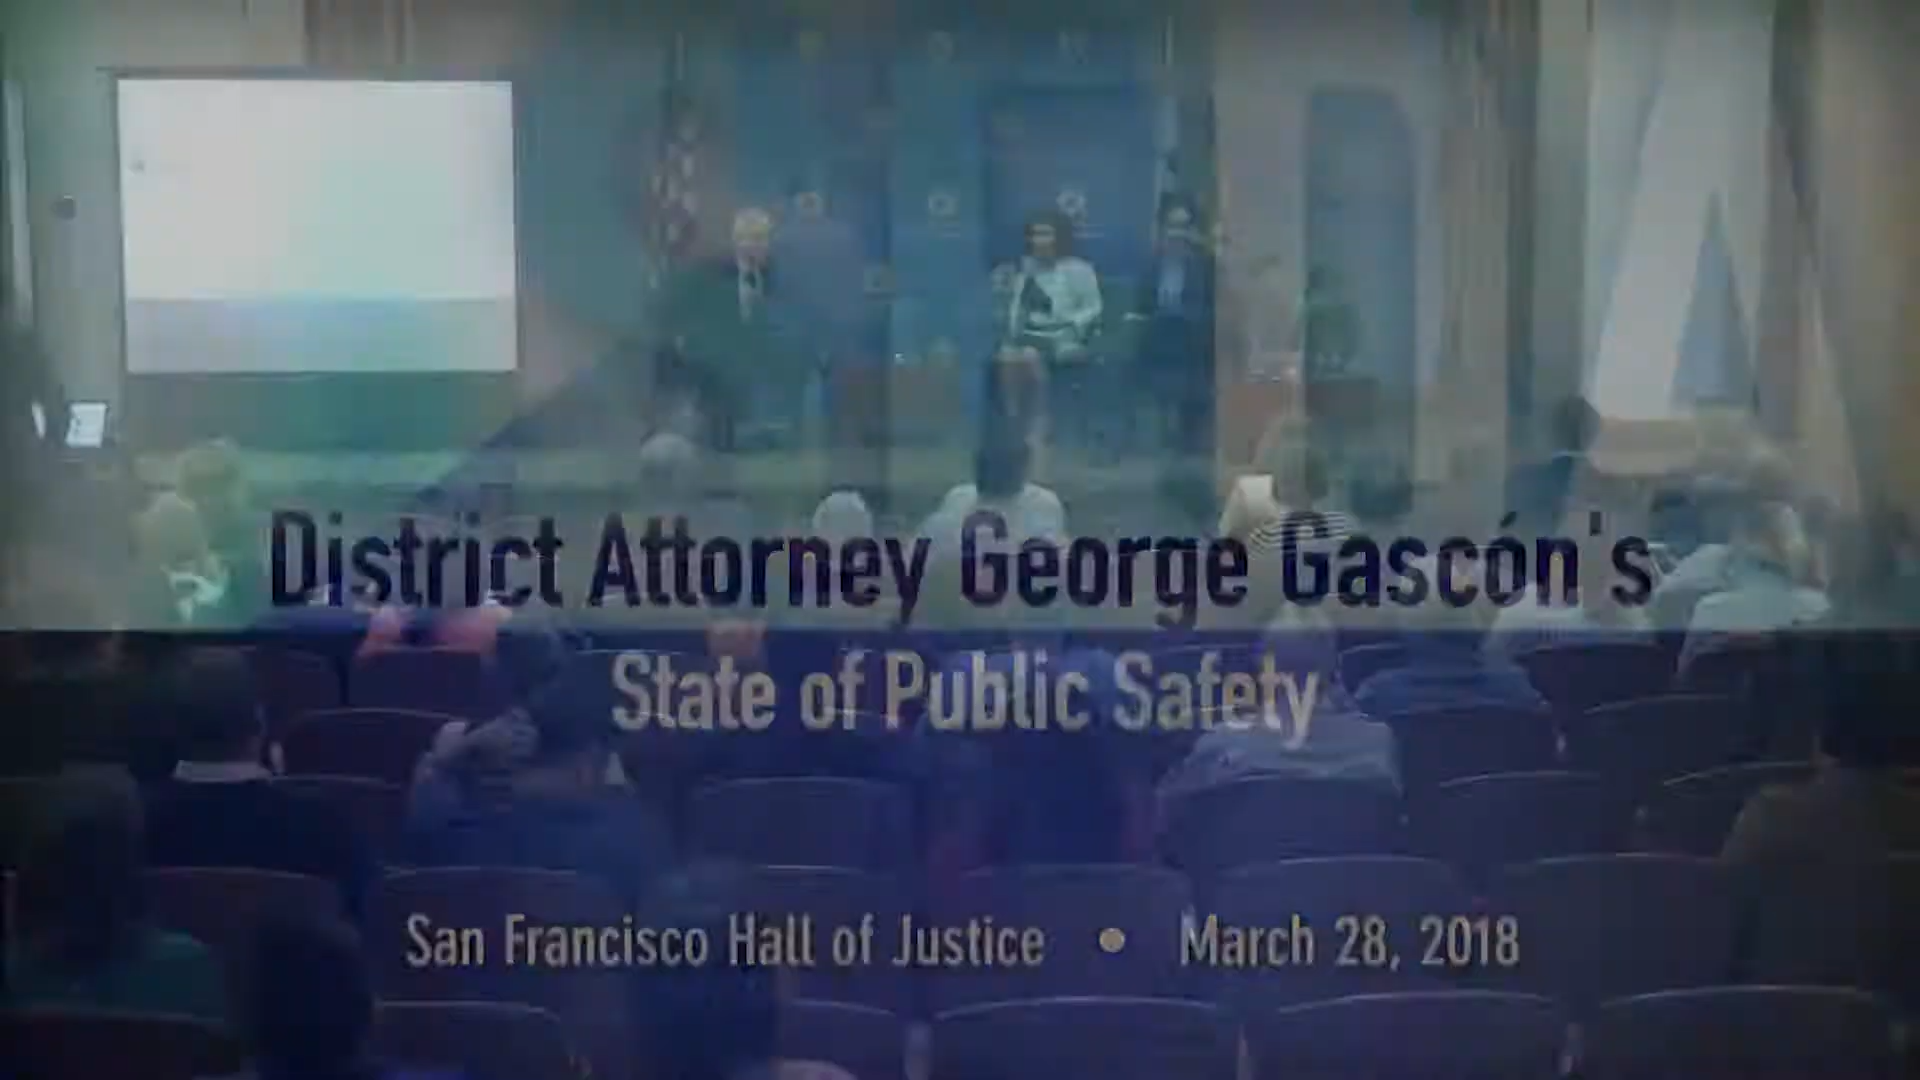 District Attorney George Gascón's
State of Public Safety
San Francisco Hall of Justice • March 28, 2018